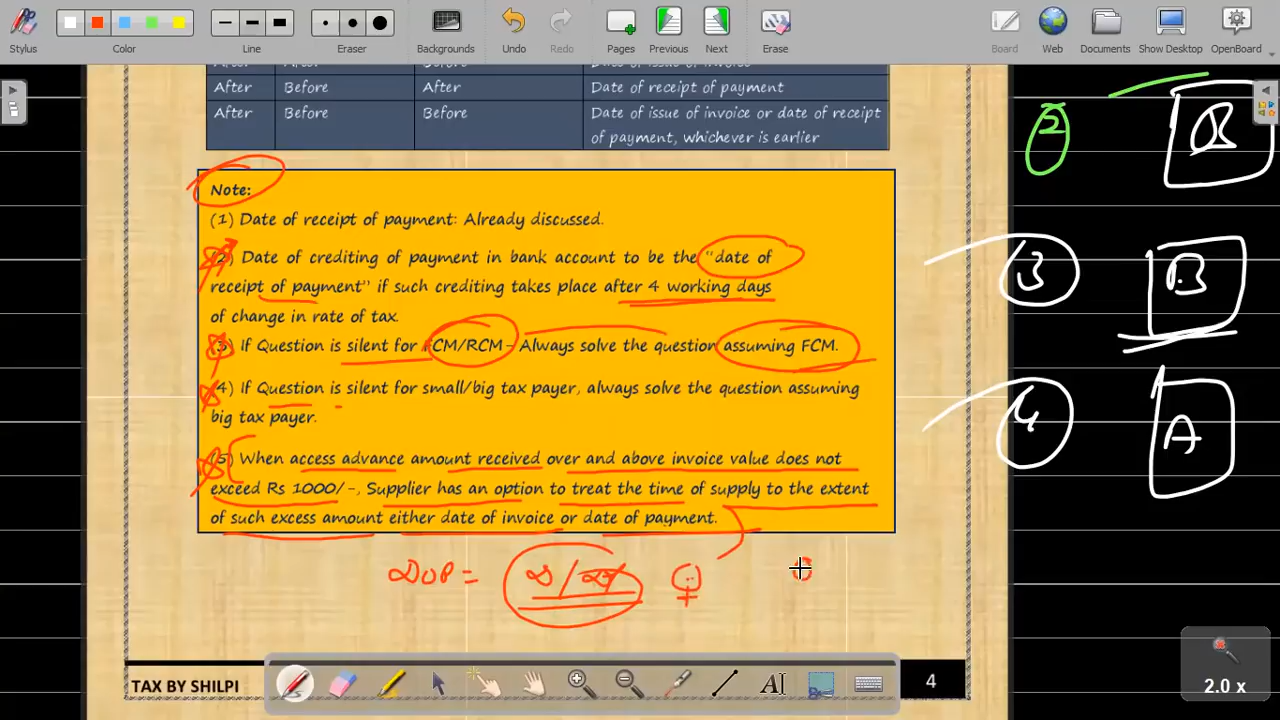 Stylus Color Line Eraser Backgrounds Undo Redo Pages Previous Next Erase Board Web Documents Show Desktop OpenBoard
After Before After Date of receipt of payment
After Before Before Date of issue of invoice or date of receipt
of payment, whichever is earlier
Note:
(1) Date of receipt of payment: Already discussed.
(2) Date of crediting of payment in bank account to be the "date of
receipt of payment" if such crediting takes place after 4 working days
of change in rate of tax.
(3) If Question is silent for FCM/RCM - Always solve the question assuming FCM.
(4) If Question is silent for small/big tax payer, always solve the question assuming
big tax payer.
(5) When access advance amount received over and above invoice value does not
exceed Rs 1000/-, Supplier has an option to treat the time of supply to the extent
of such excess amount either date of invoice or date of payment.
2
B
3
B
4
A
TAX BY SHILPI
4
2.0 x